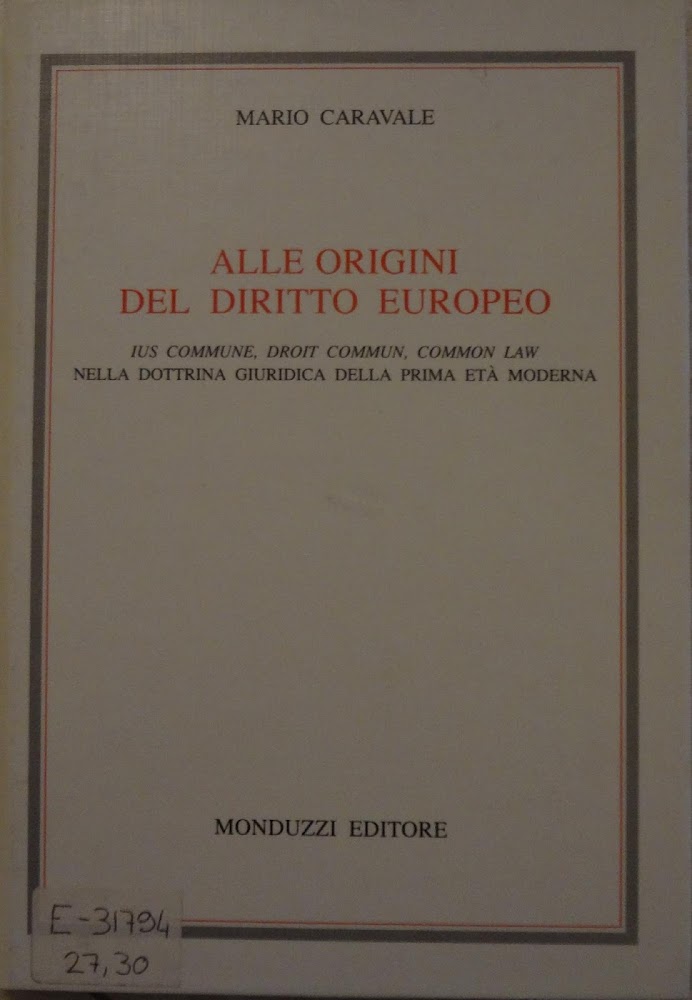 MARIO CARAVALE
ALLE ORIGINI
DEL DIRITTO EUROPEO
IUS COMMUNE, DROIT COMMUN, COMMON LAW
NELLA DOTTRINA GIURIDICA DELLA PRIMA ETÀ MODERNA
MONDUZZI EDITORE
E-31794
27,30